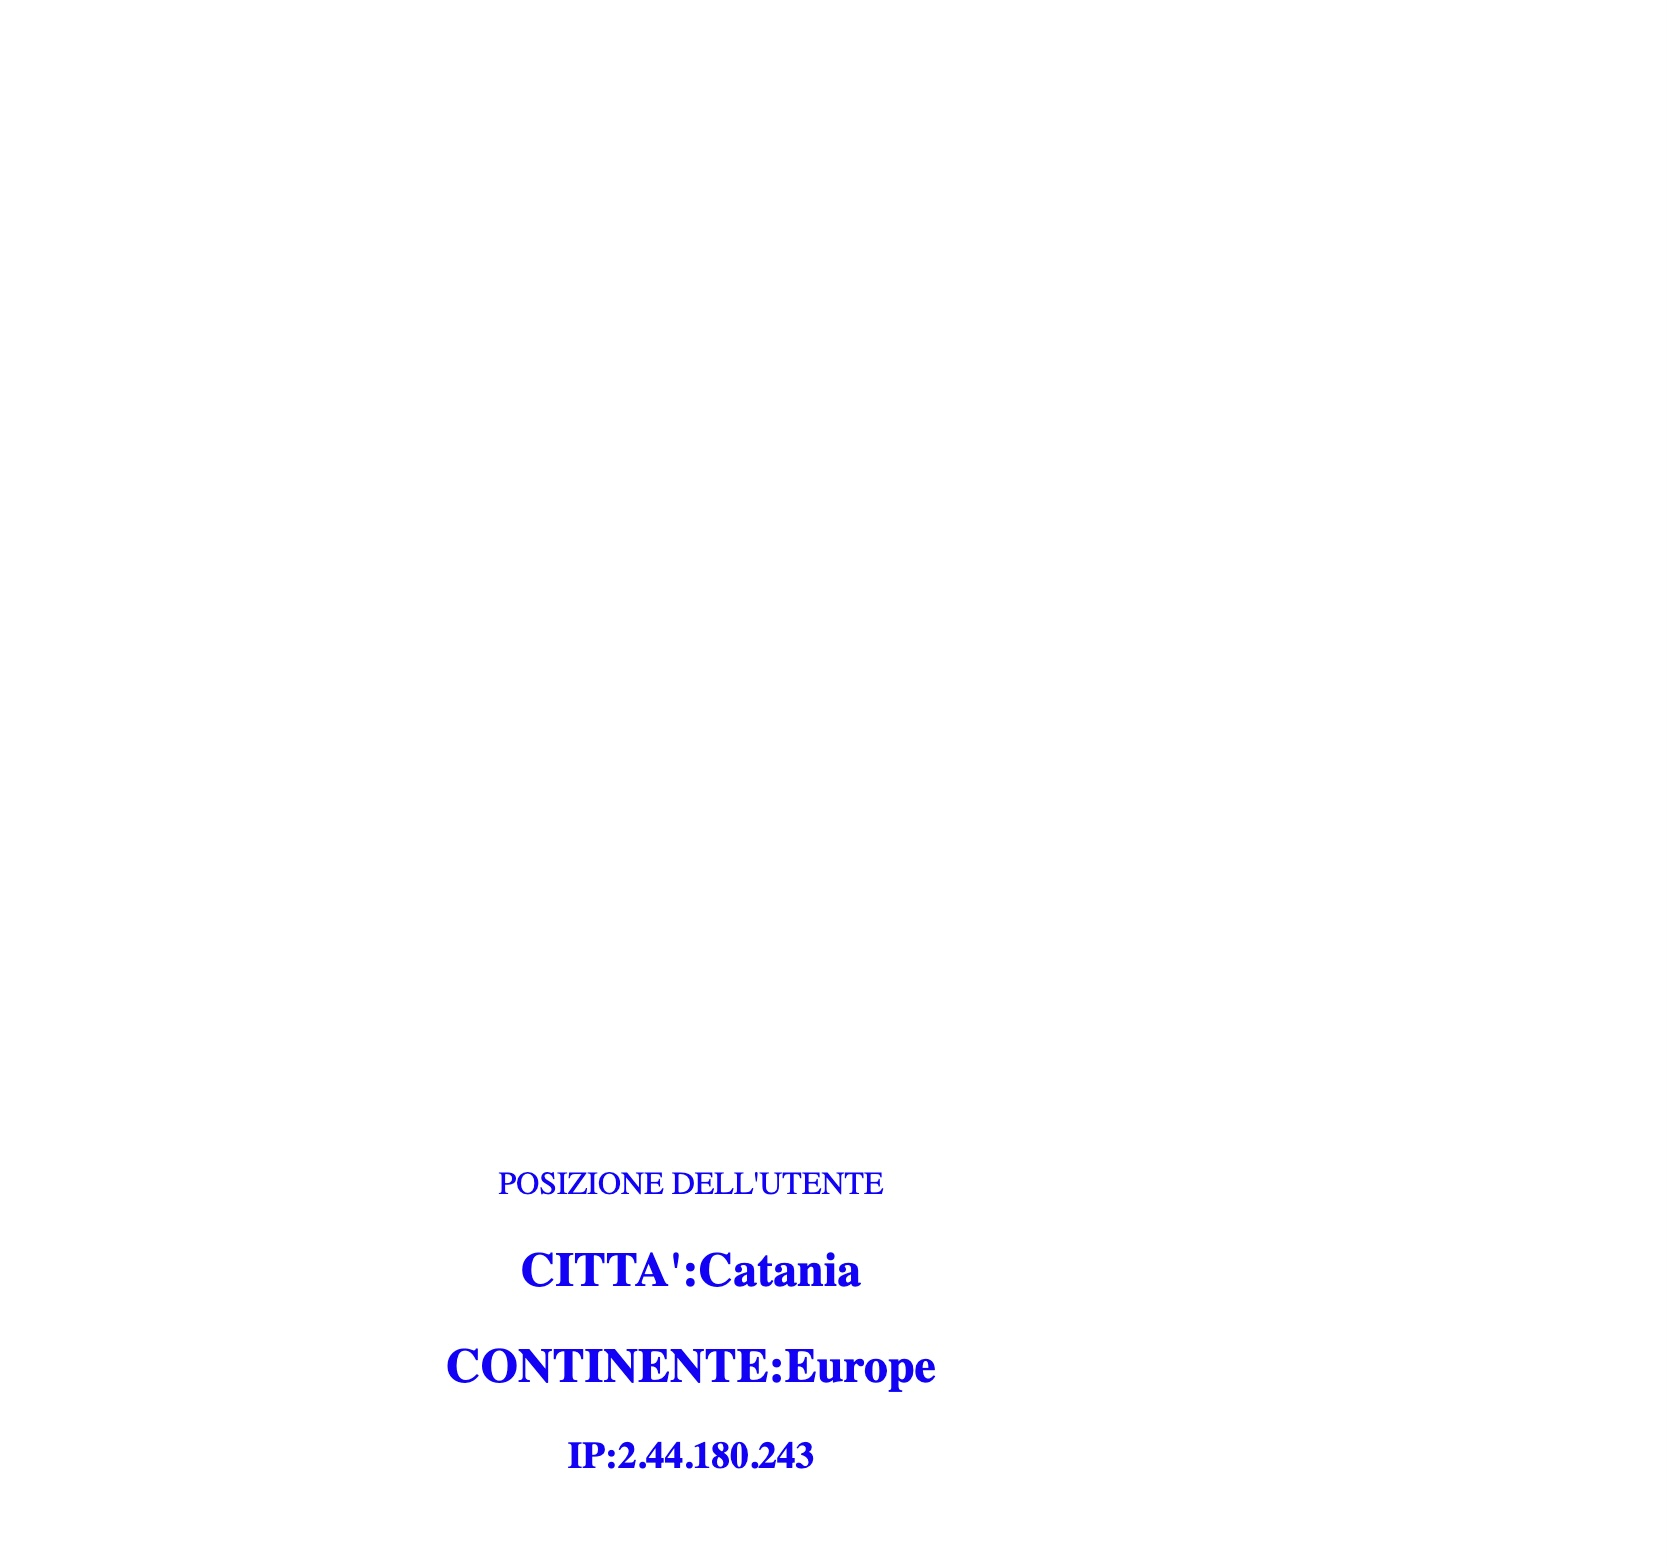 POSIZIONE DELL'UTENTE
CITTA':Catania
CONTINENTE:Europe
IP:2.44.180.243